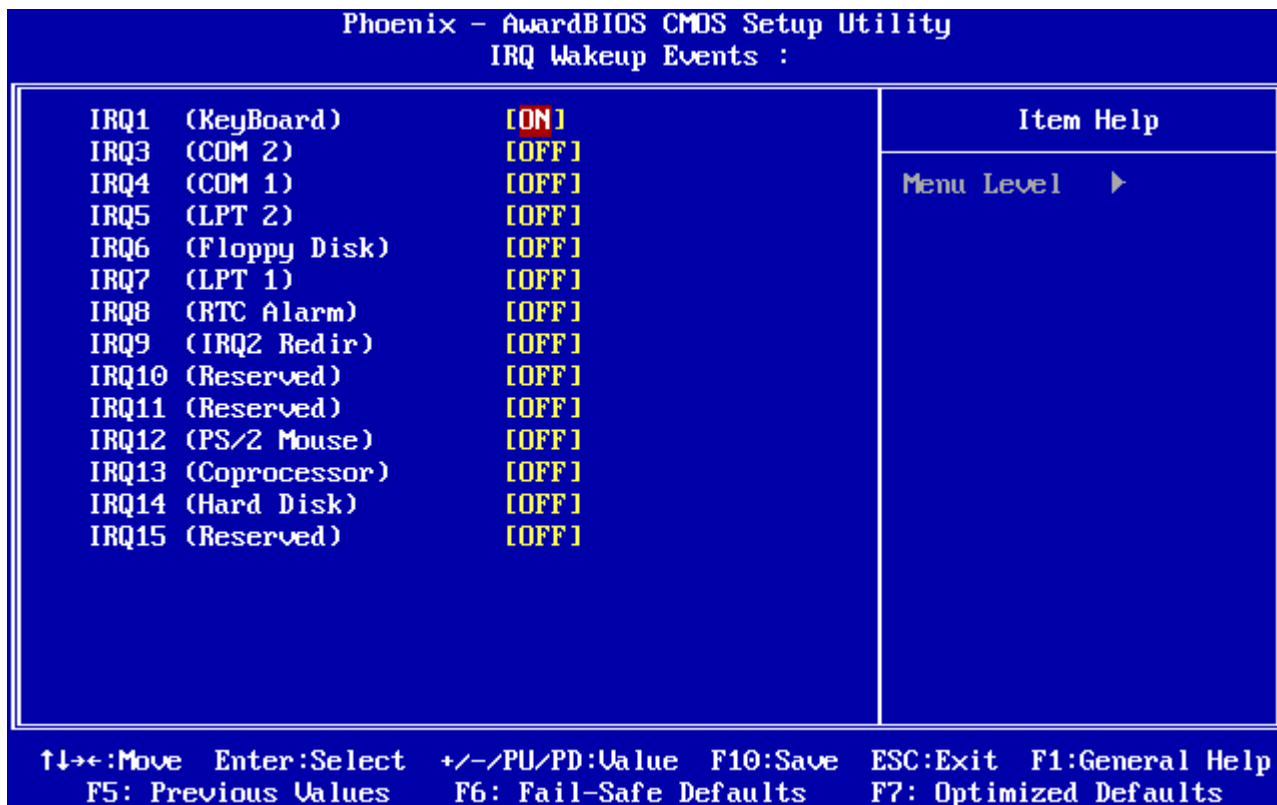 Phoenix - AwardBIOS CMOS Setup Utility
IRQ Wakeup Events :
IRQ1 (KeyBoard) [ON]
IRQ3 (COM 2) [OFF]
IRQ4 (COM 1) [OFF]
IRQ5 (LPT 2) [OFF]
IRQ6 (Floppy Disk) [OFF]
IRQ7 (LPT 1) [OFF]
IRQ8 (RTC Alarm) [OFF]
IRQ9 (IRQ2 Redir) [OFF]
IRQ10 (Reserved) [OFF]
IRQ11 (Reserved) [OFF]
IRQ12 (PS/2 Mouse) [OFF]
IRQ13 (Coprocessor) [OFF]
IRQ14 (Hard Disk) [OFF]
IRQ15 (Reserved) [OFF]
Item Help
Menu Level ▶
↑↓→←:Move Enter:Select +/-/PU/PD:Value F10:Save ESC:Exit F1:General Help
F5: Previous Values F6: Fail-Safe Defaults F7: Optimized Defaults